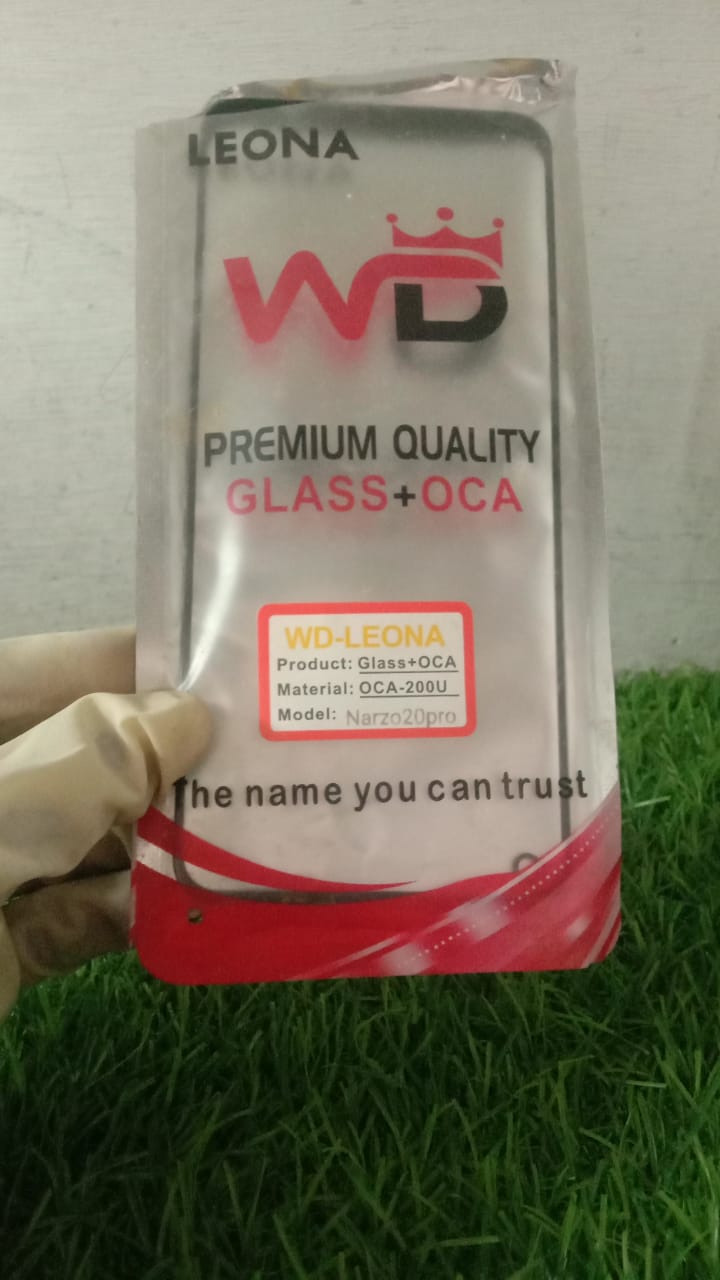 LEONA
WD
PREMIUM QUALITY
GLASS+OCA
WD-LEONA
Product: Glass+OCA
Material: OCA-200U
Model: Narzo20pro
The name you can trust